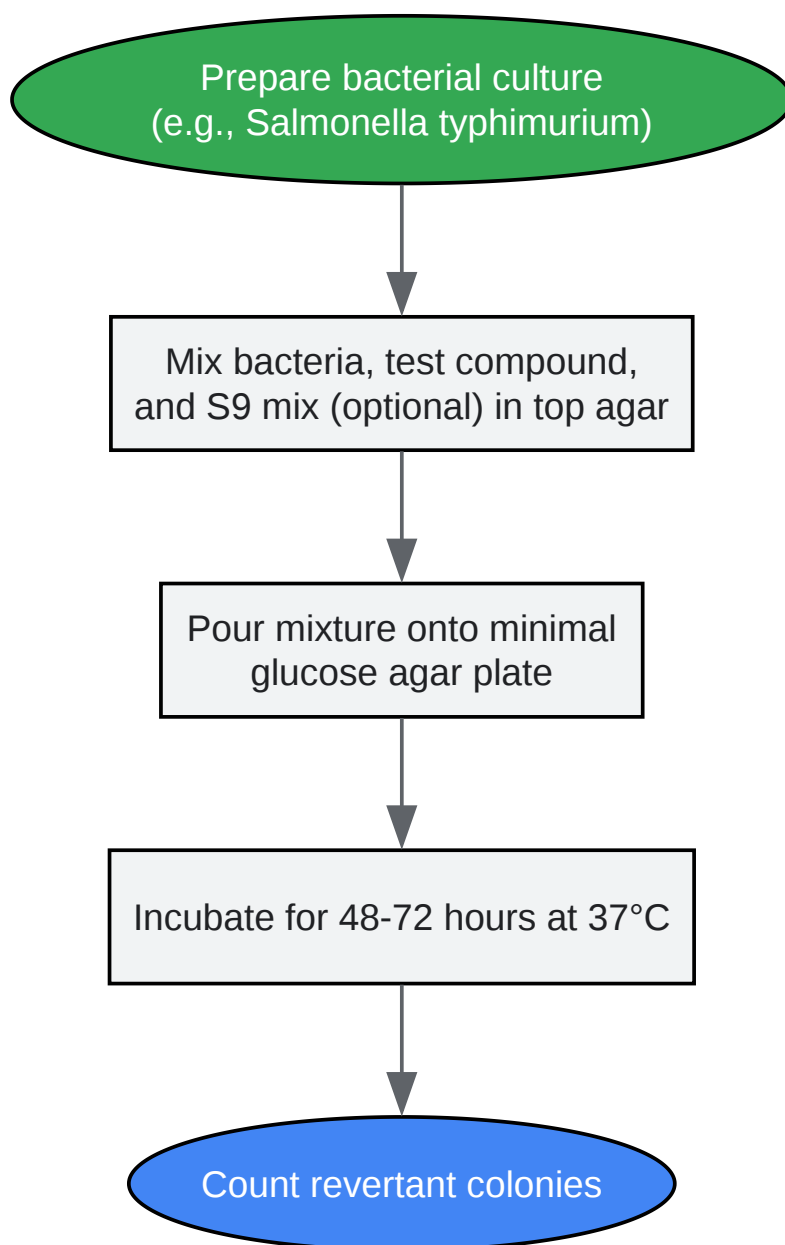 Prepare bacterial culture
(e.g., Salmonella typhimurium)
Mix bacteria, test compound,
and S9 mix (optional) in top agar
Pour mixture onto minimal
glucose agar plate
Incubate for 48-72 hours at 37°C
Count revertant colonies